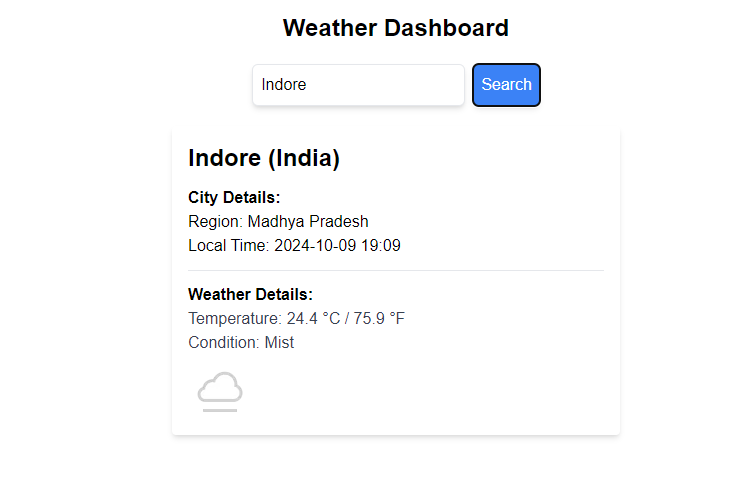 Weather Dashboard
Indore
Search
Indore (India)
City Details:
Region: Madhya Pradesh
Local Time: 2024-10-09 19:09
Weather Details:
Temperature: 24.4 °C / 75.9 °F
Condition: Mist